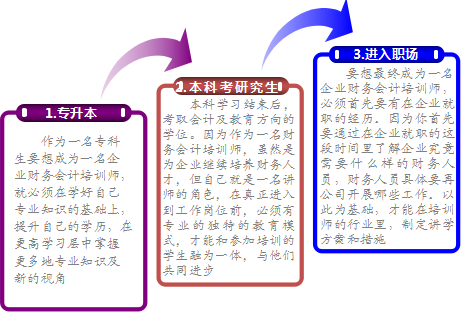 1.专升本
作为一名专科
生要想成为一名企
业财务会计培训师,
就必须在学好自己
专业知识的基础上,
提升自己的学历,在
更高学习层中掌握
更多地专业知识及
新的视角
2.本科考研究生
本科学习结束后,
考取会计及教育方向的
学位。因为作为一名财
务会计培训师,虽然是
为企业继续培养财务人
才,但自己就是一名讲
师的角色,在真正进入
到工作岗位前,必须有
专业的独特的教育模
式,才能和参加培训的
学生融为一体,与他们
共同进步
3.进入职场
要想最终成为一名
企业财务会计培训师,
必须首先要有在企业就
职的经历。因为你首先
要通过在企业就职的这
段时间里了解企业究竟
需要什么样的财务人
员;财务人员具体要再
公司开展哪些工作。以
此为基础,才能在培训
师的行业里,制定讲学
方案和措施